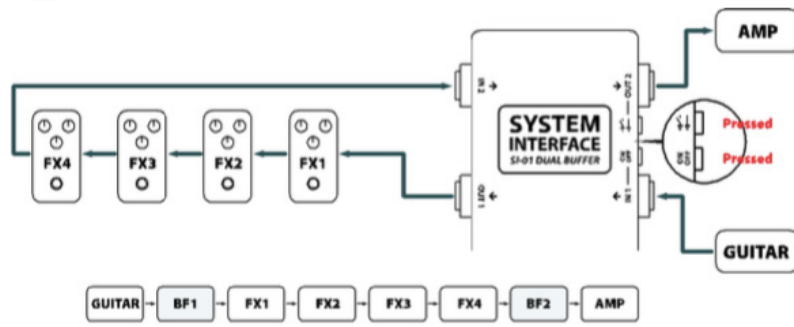 AMP
IN 2
OUT 2
SYSTEM
INTERFACE
SI-01 DUAL BUFFER
Pressed
Pressed
FX4
FX3
FX2
FX1
OUT 1
IN 1
GUITAR
GUITAR
BF1
FX1
FX2
FX3
FX4
BF2
AMP